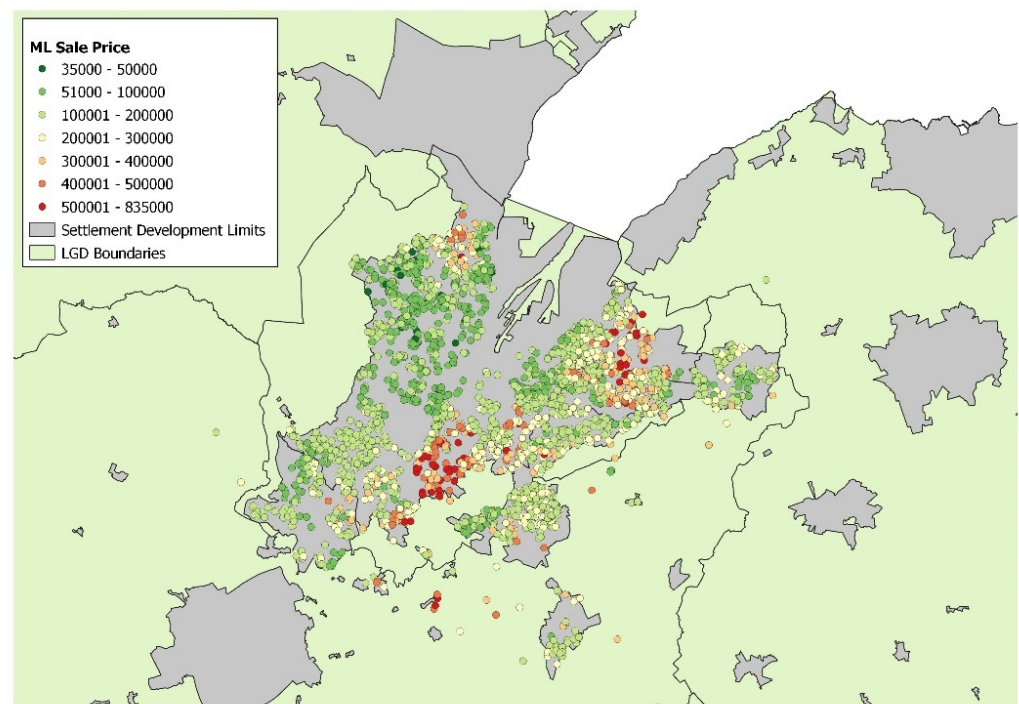 ML Sale Price
35000 - 50000
51000 - 100000
100001 - 200000
200001 - 300000
300001 - 400000
400001 - 500000
500001 - 835000
Settlement Development Limits
LGD Boundaries